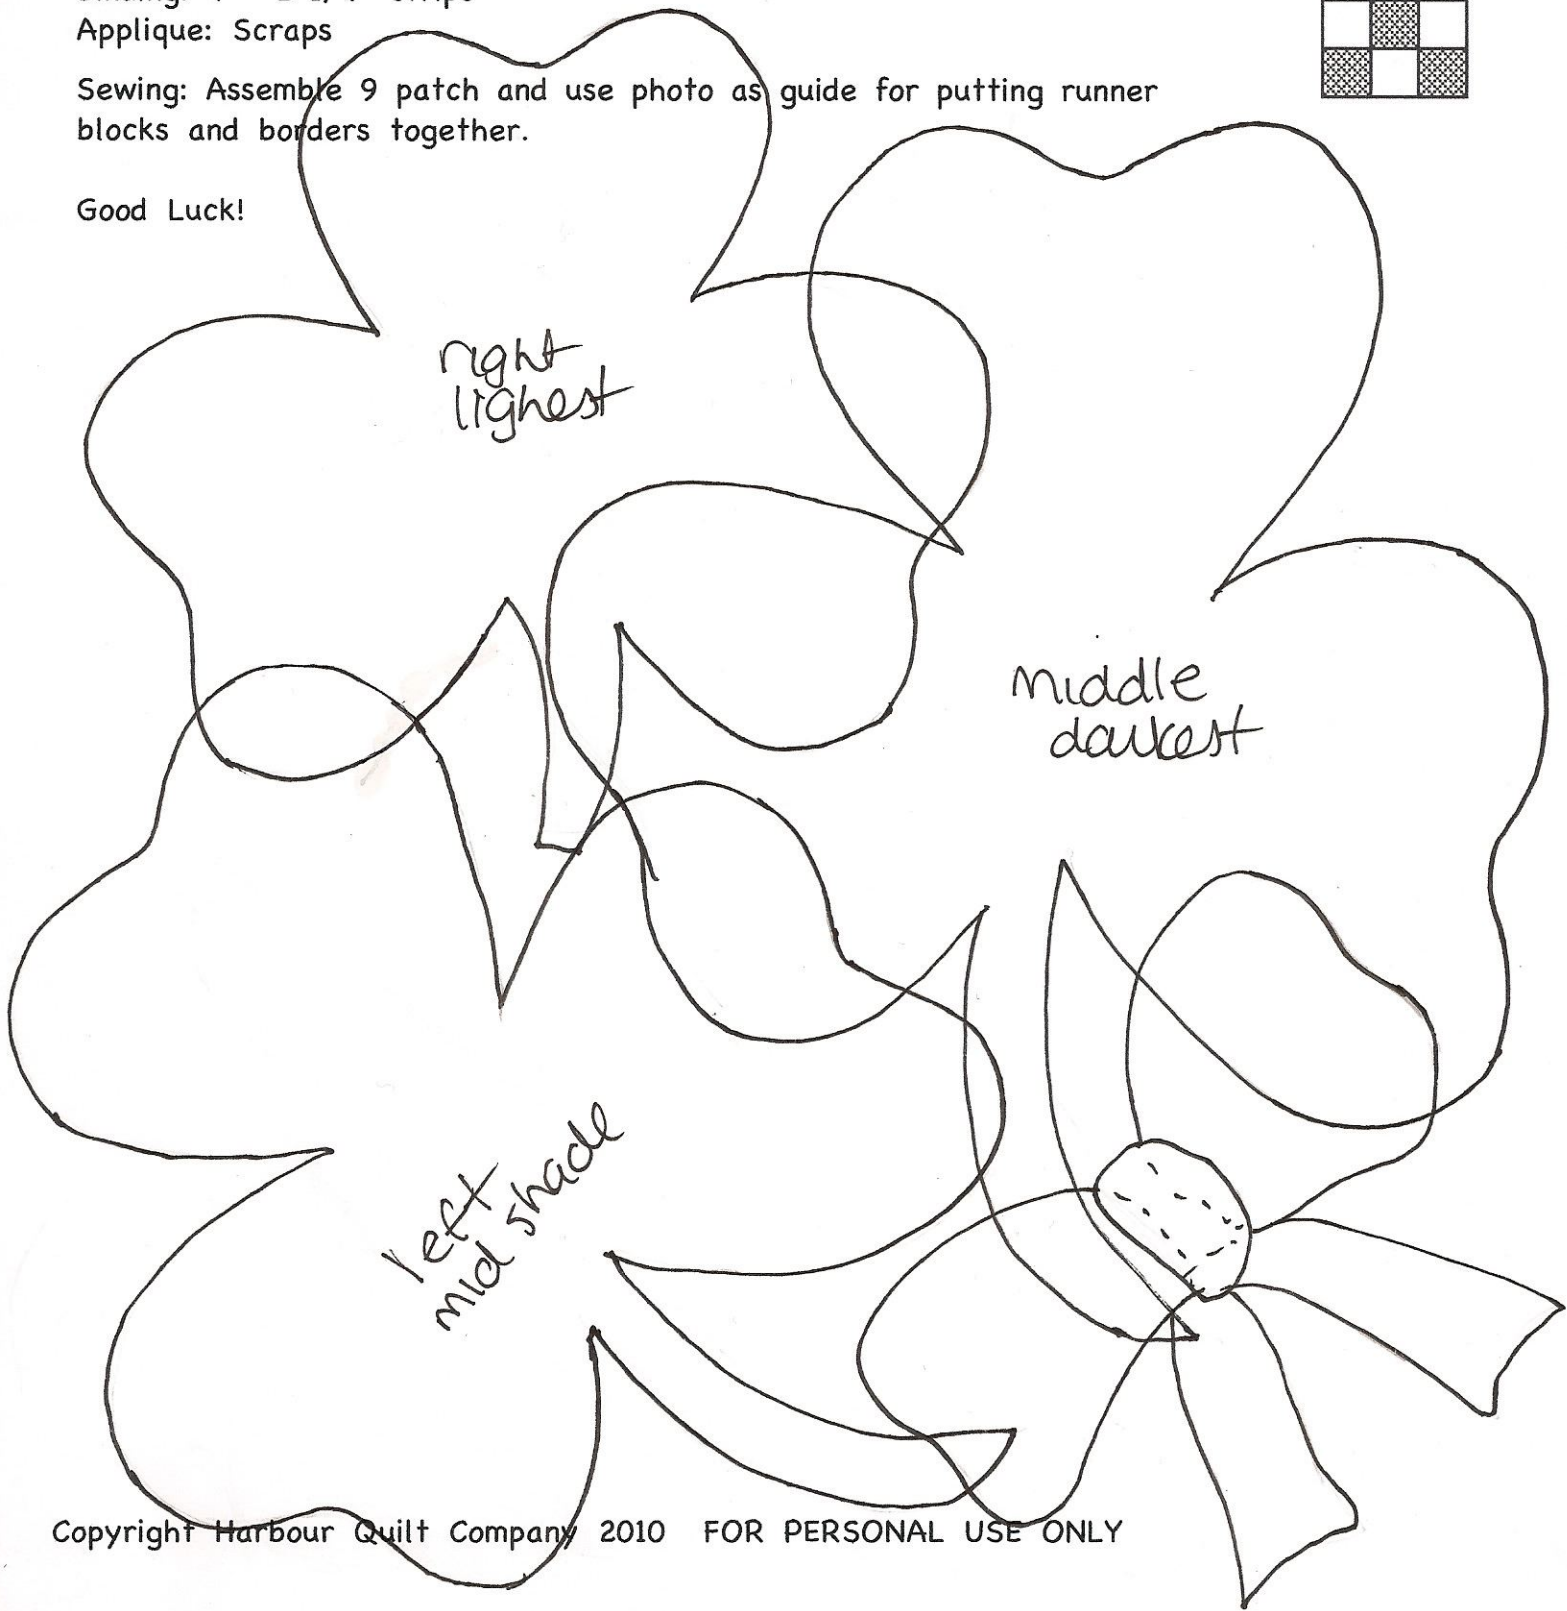 Applique: Scraps
Sewing: Assemble 9 patch and use photo as guide for putting runner
blocks and borders together.
Good Luck!
right
lighest
middle
darkest
left
mid shade
Copyright Harbour Quilt Company 2010 FOR PERSONAL USE ONLY